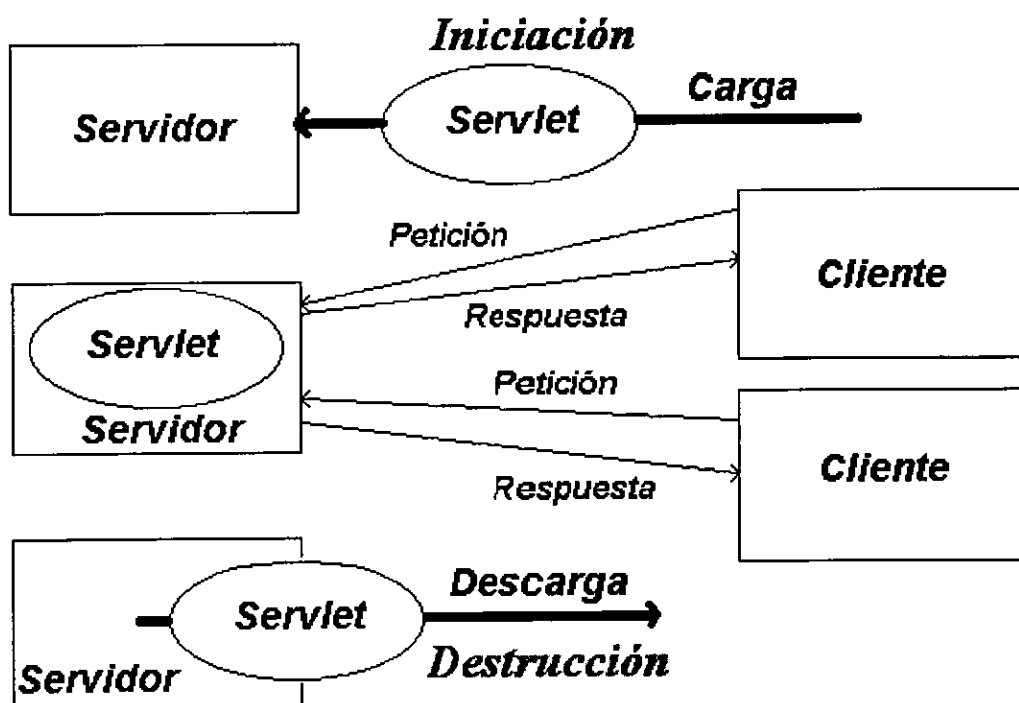 Iniciación
Carga
Servidor
Servlet
Petición
Cliente
Respuesta
Servlet
Servidor
Petición
Cliente
Respuesta
Descarga
Servlet
Destrucción
Servidor